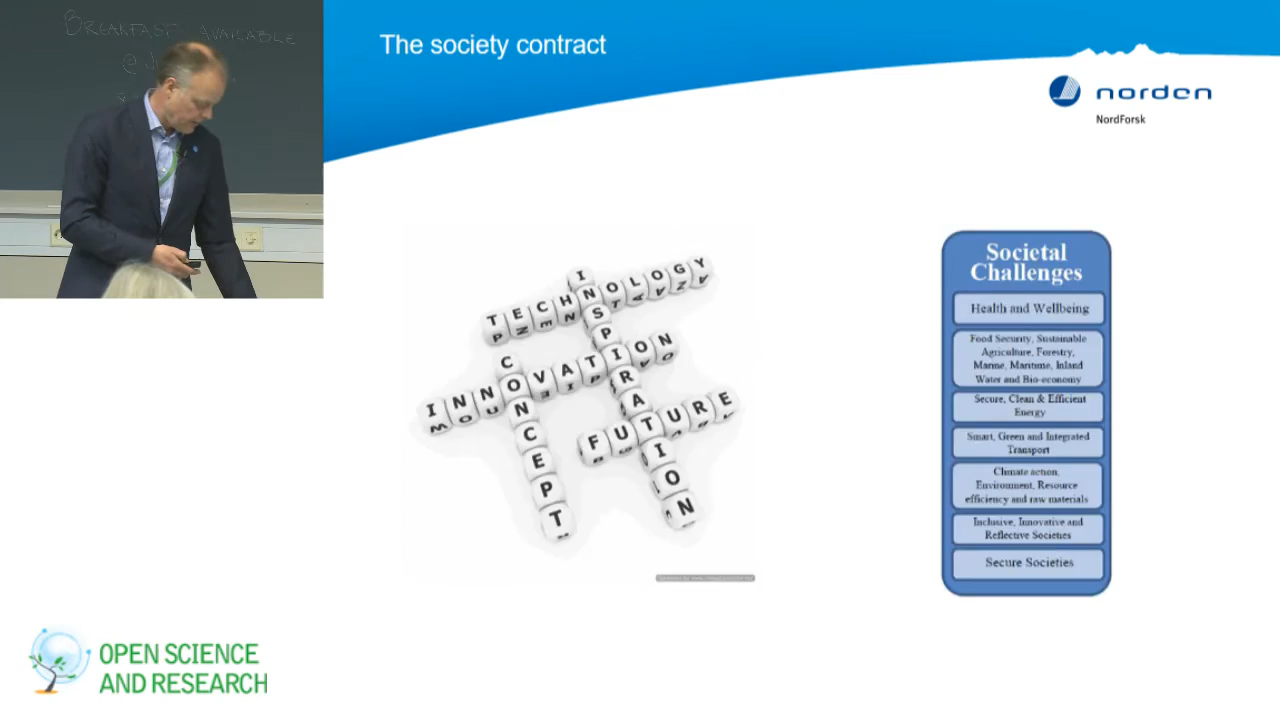 BREAKFAST AVAILABLE
@
The society contract
norden
NordForsk
TECHNOLOGY
INSPIRATION
INNOVATION
CONCEPT
FUTURE
Societal
Challenges
Health and Wellbeing
Food Security, Sustainable
Agriculture, Forestry,
Marine, Maritime, Inland
Water and Bio-economy
Secure, Clean & Efficient
Energy
Smart, Green and Integrated
Transport
Climate action,
Environment, Resource
efficiency and raw materials
Inclusive, Innovative and
Reflective Societies
Secure Societies
OPEN SCIENCE
AND RESEARCH